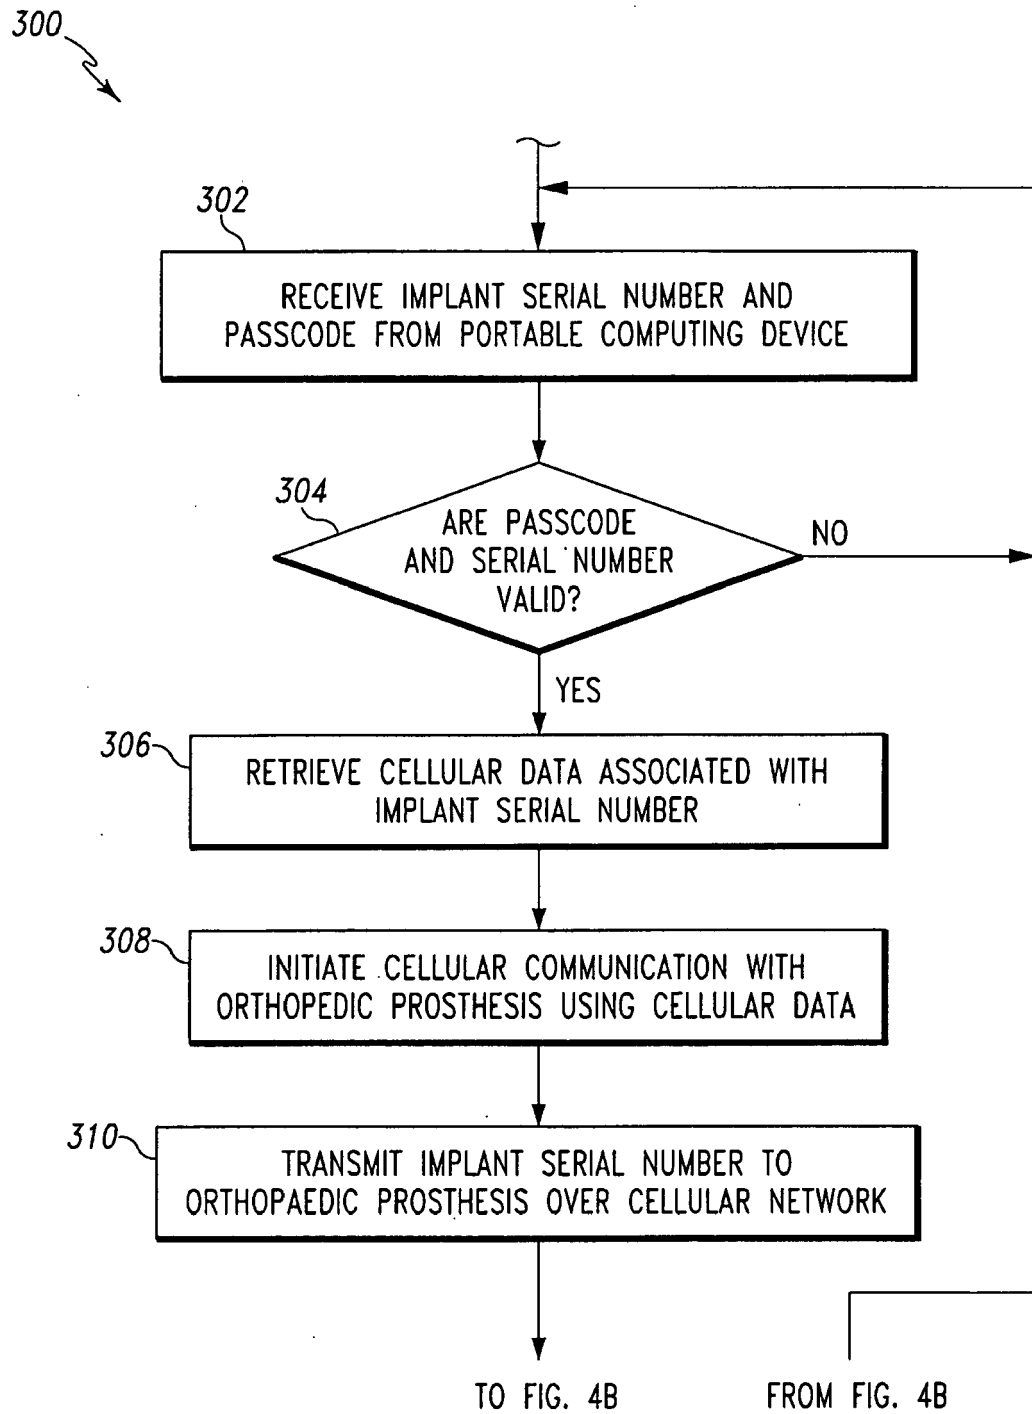 300
302
RECEIVE IMPLANT SERIAL NUMBER AND
PASSCODE FROM PORTABLE COMPUTING DEVICE
304
ARE PASSCODE
AND SERIAL NUMBER
VALID?
NO
YES
306
RETRIEVE CELLULAR DATA ASSOCIATED WITH
IMPLANT SERIAL NUMBER
308
INITIATE CELLULAR COMMUNICATION WITH
ORTHOPEDIC PROSTHESIS USING CELLULAR DATA
310
TRANSMIT IMPLANT SERIAL NUMBER TO
ORTHOPAEDIC PROSTHESIS OVER CELLULAR NETWORK
TO FIG. 4B
FROM FIG. 4B